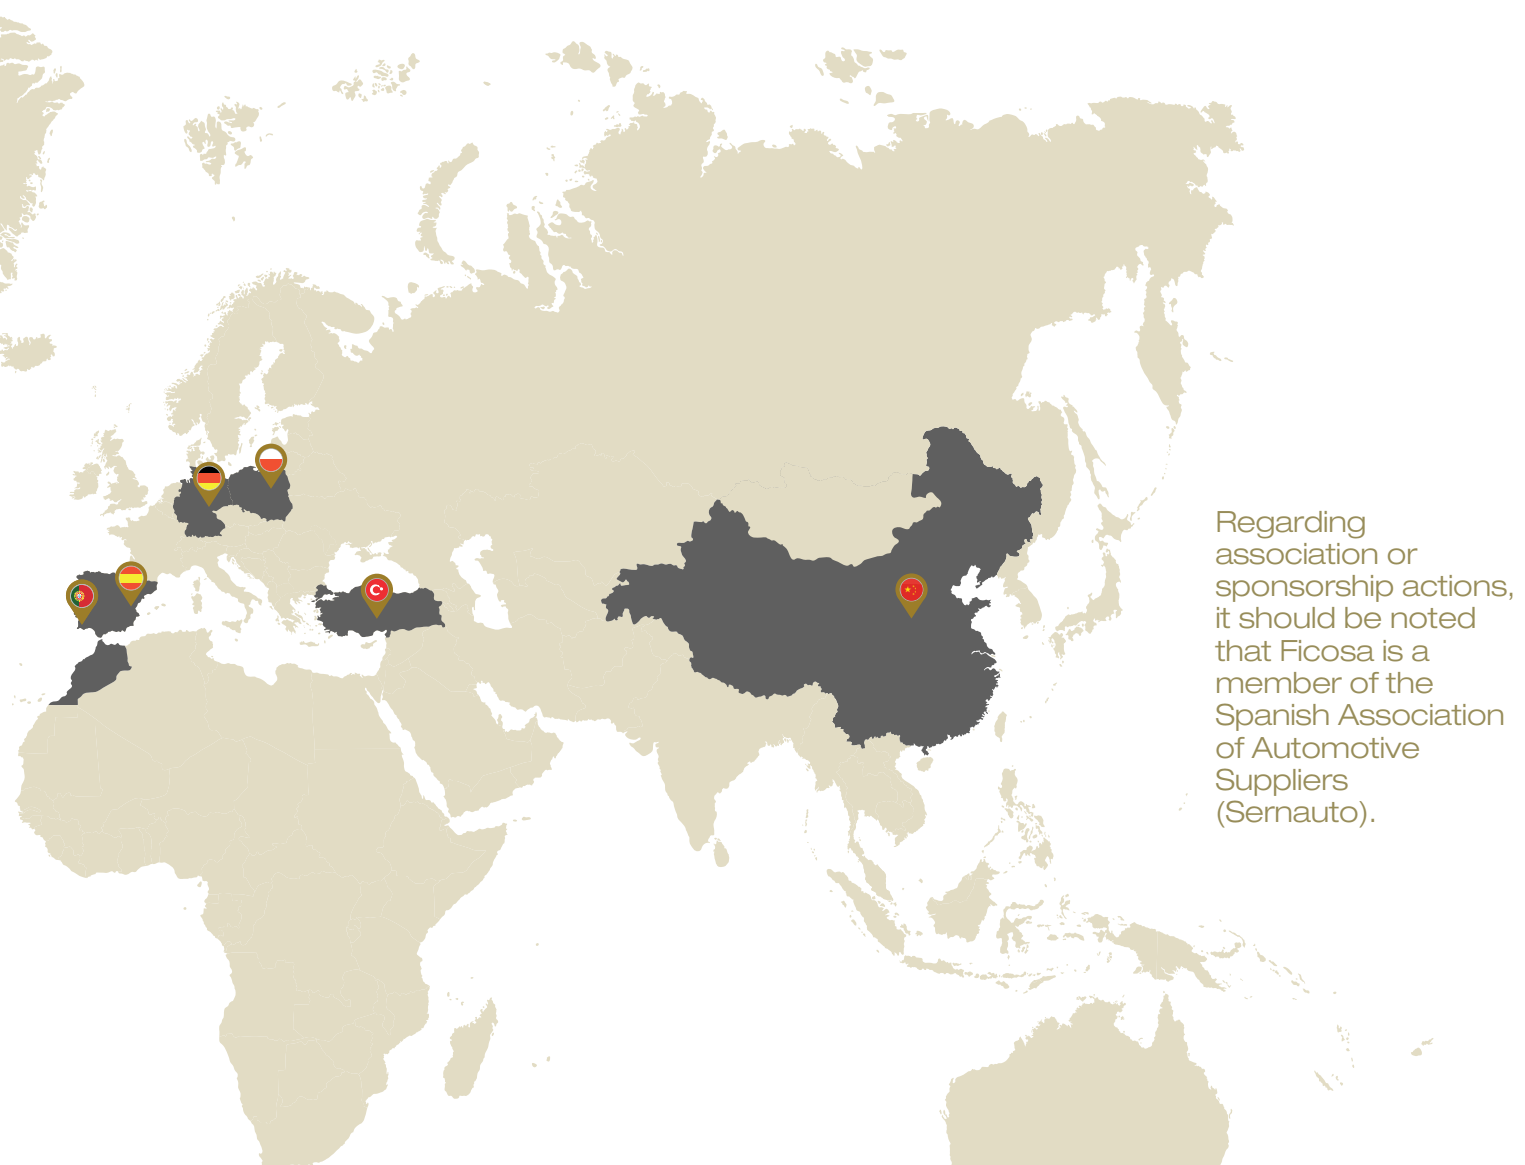 Regarding
association or
sponsorship actions,
it should be noted
that Ficosa is a
member of the
Spanish Association
of Automotive
Suppliers
(Sernauto).